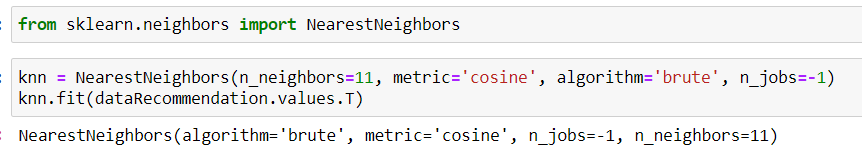 from sklearn.neighbors import NearestNeighbors
knn = NearestNeighbors(n_neighbors=11, metric='cosine', algorithm='brute', n_jobs=-1)
knn.fit(dataRecommendation.values.T)
NearestNeighbors(algorithm='brute', metric='cosine', n_jobs=-1, n_neighbors=11)